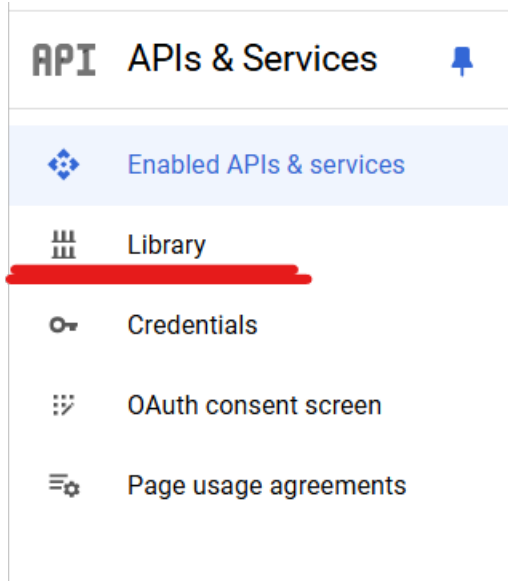 API APIs & Services
Enabled APIs & services
Library
Credentials
OAuth consent screen
Page usage agreements